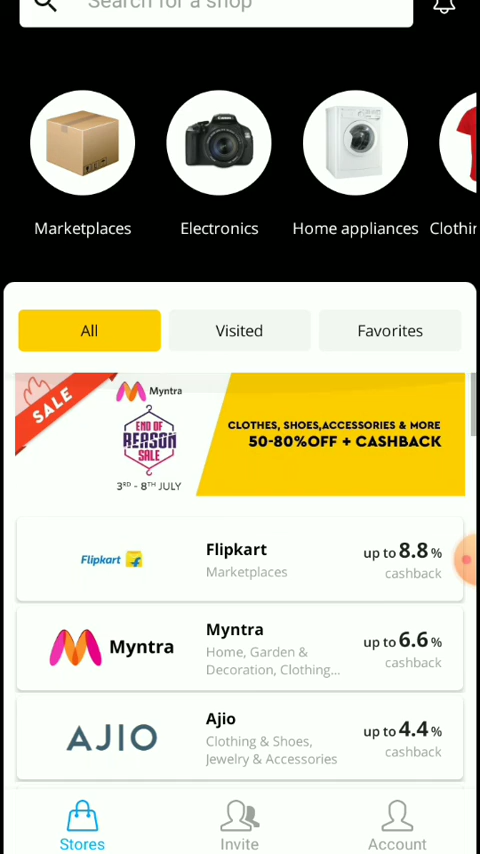 Search for a shop
Marketplaces
Electronics
Home appliances
Clothin
All
Visited
Favorites
SALE
Myntra
END OF
REASON
SALE
3RD - 8TH JULY
CLOTHES, SHOES,ACCESSORIES & MORE
50-80%OFF + CASHBACK
Flipkart
Flipkart
Marketplaces
up to 8.8 %
cashback
Myntra
Myntra
Home, Garden &
Decoration, Clothing...
up to 6.6 %
cashback
AJIO
Ajio
Clothing & Shoes,
Jewelry & Accessories
up to 4.4 %
cashback
Stores
Invite
Account